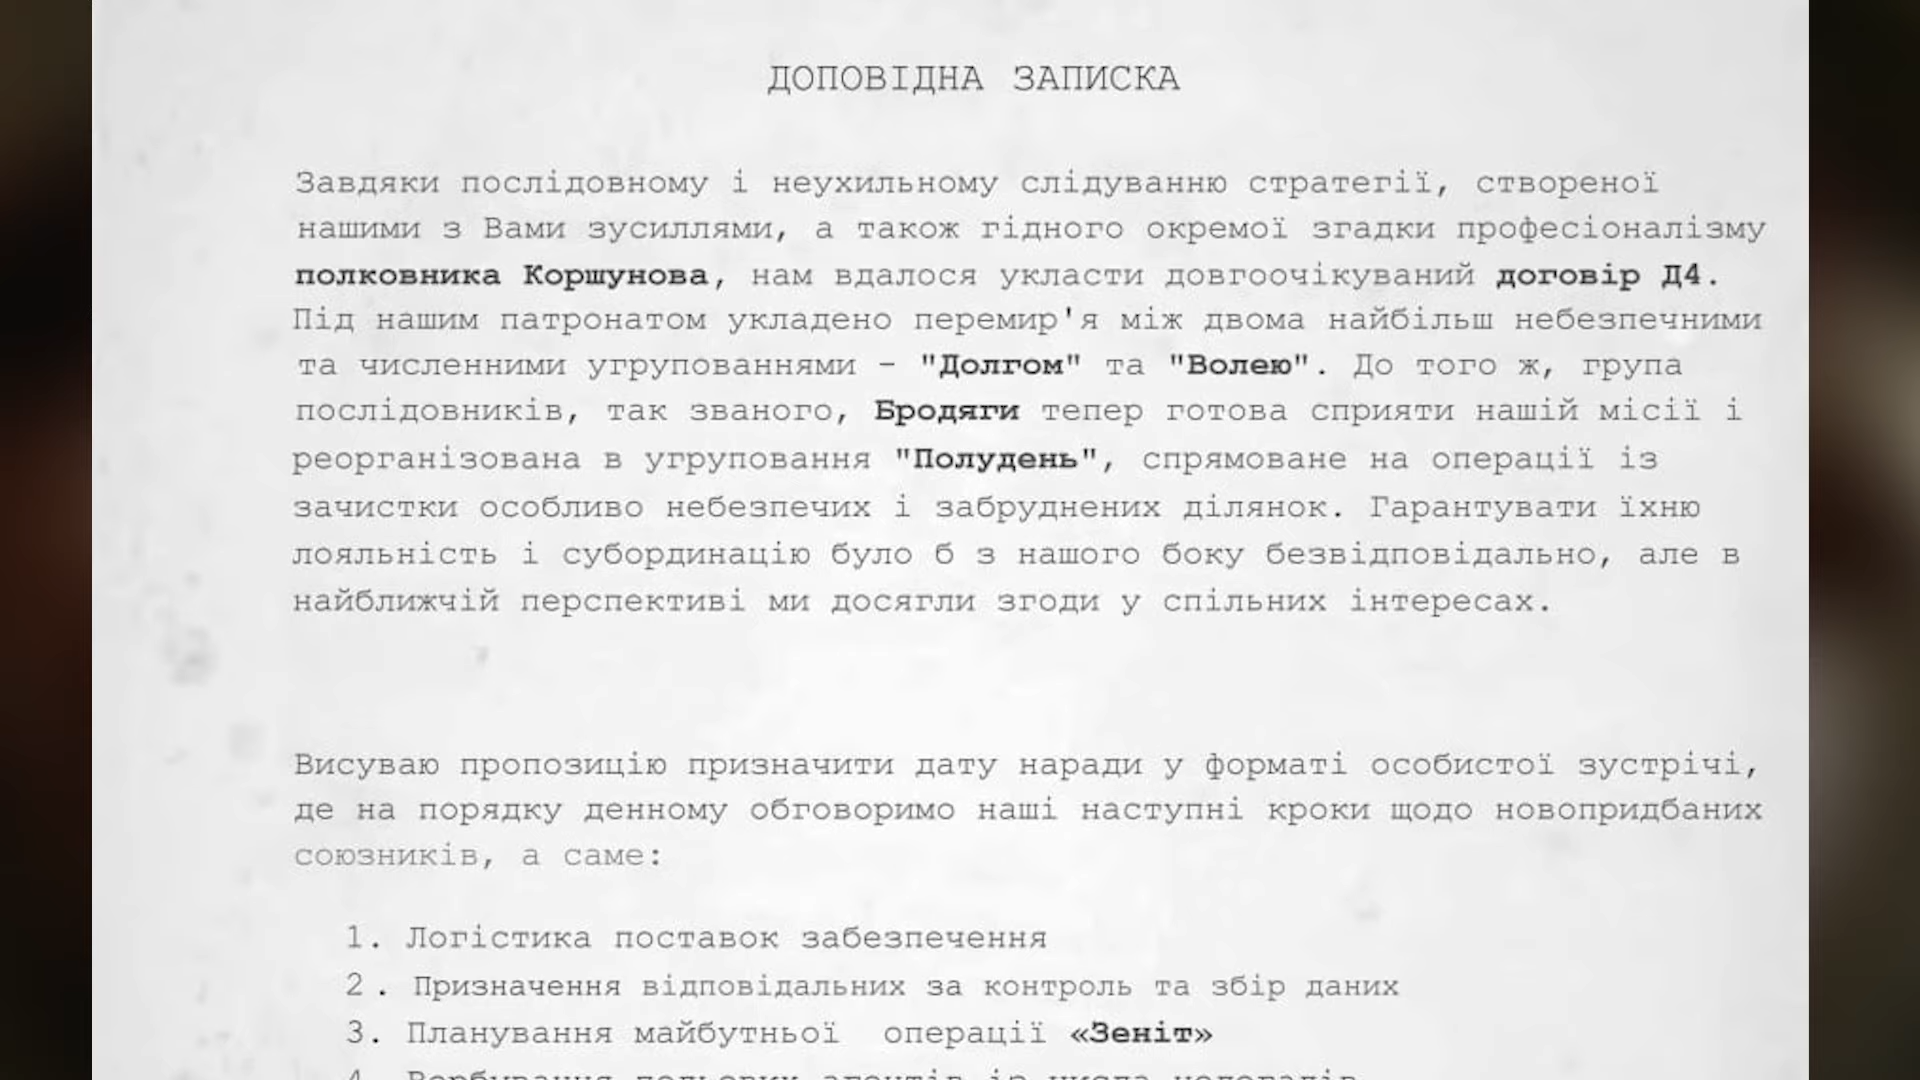 ДОПОВІДНА ЗАПИСКА
Завдяки послідовному і неухильному слідуванню стратегії, створеної
нашими з Вами зусиллями, а також гідного окремої згадки професіоналізму
полковника Коршунова, нам вдалося укласти довгоочікуваний договір Д4.
Під нашим патронатом укладено перемир'я між двома найбільш небезпечними
та численними угрупованнями – "Долгом" та "Волею". До того ж, група
послідовників, так званого, Бродяги тепер готова сприяти нашій місії і
реорганізована в угруповання "Полудень", спрямоване на операції із
зачистки особливо небезпечих і забруднених ділянок. Гарантувати їхню
лояльність і субординацію було б з нашого боку безвідповідально, але в
найближчій перспективі ми досягли згоди у спільних інтересах.
Висуваю пропозицію призначити дату наради у форматі особистої зустрічі,
де на порядку денному обговоримо наші наступні кроки щодо новопридбаних
союзників, а саме:
1. Логістика поставок забезпечення
2. Призначення відповідальних за контроль та збір даних
3. Планування майбутньої операції «Зеніт»
4. Вербування польових агентів із числа